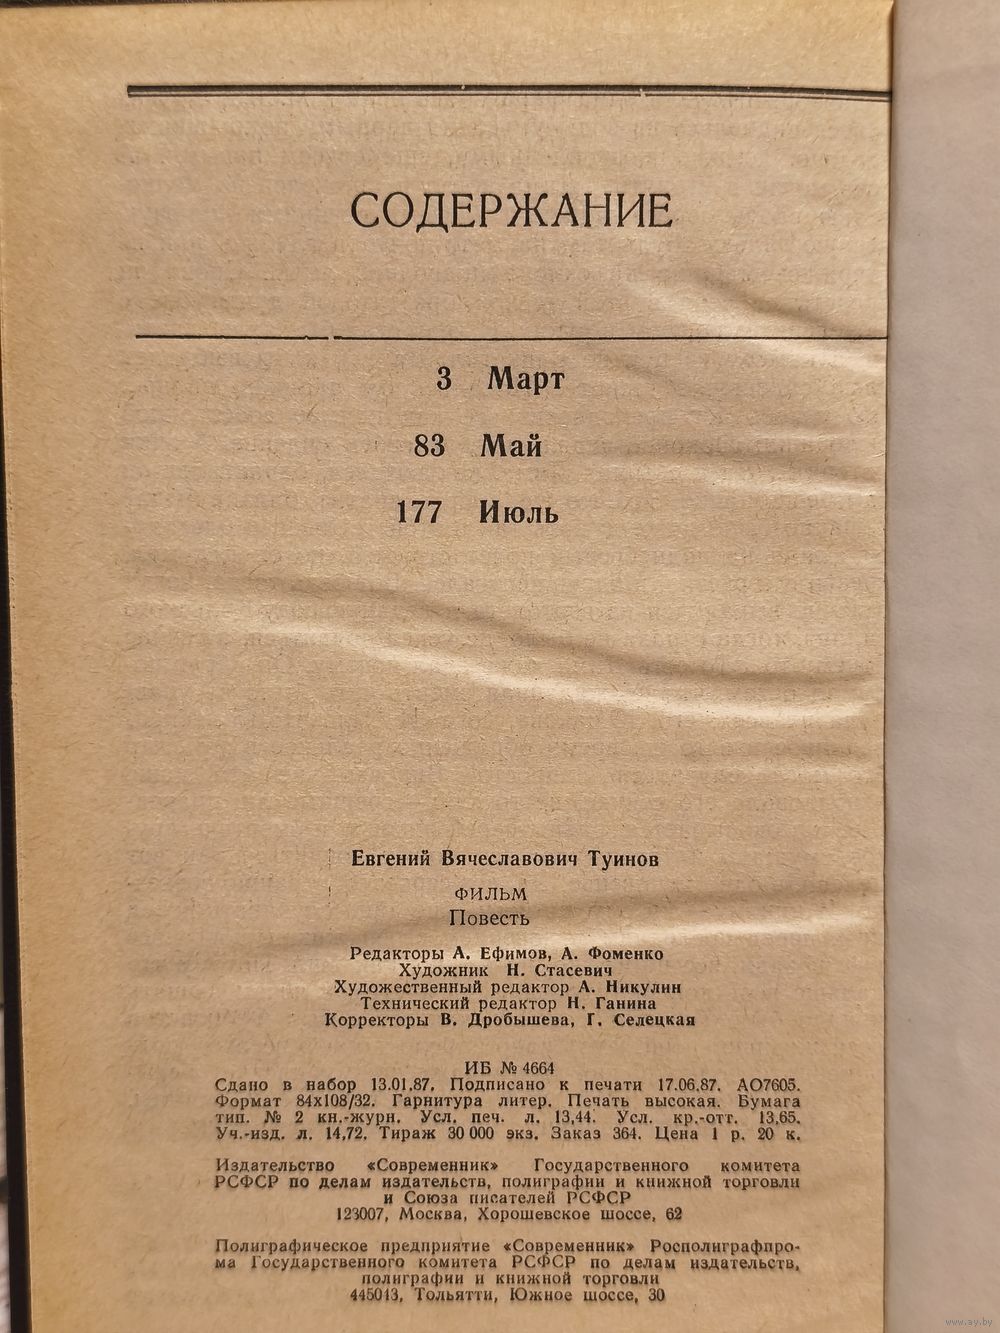 СОДЕРЖАНИЕ
3 Март
83 Май
177 Июль
Евгений Вячеславович Туинов
ФИЛЬМ
Повесть
Редакторы А. Ефимов, А. Фоменко
Художник Н. Стасевич
Художественный редактор А. Никулин
Технический редактор Н. Ганина
Корректоры В. Дробышева, Г. Селецкая
ИБ № 4664
Сдано в набор 13.01.87. Подписано к печати 17.06.87. АО7605.
Формат 84х108/32. Гарнитура литер. Печать высокая. Бумага
тип. № 2 кн.-журн. Усл. печ. л. 13,44. Усл. кр.-отт. 13,65.
Уч.-изд. л. 14,72. Тираж 30 000 экз. Заказ 364. Цена 1 р. 20 к.
Издательство «Современник» Государственного комитета
РСФСР по делам издательств, полиграфии и книжной торговли
и Союза писателей РСФСР
123007, Москва, Хорошевское шоссе, 62
Полиграфическое предприятие «Современник» Росполиграфпро-
ма Государственного комитета РСФСР по делам издательств,
полиграфии и книжной торговли
445043, Тольятти, Южное шоссе, 30
www.ay.by